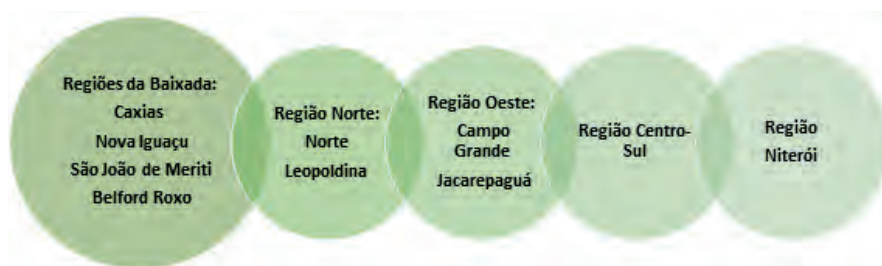 Regiões da Baixada:
Caxias
Nova Iguaçu
São João de Meriti
Belford Roxo
Região Norte:
Norte
Leopoldina
Região Oeste:
Campo
Grande
Jacarepaguá
Região Centro-
Sul
Região
Niterói